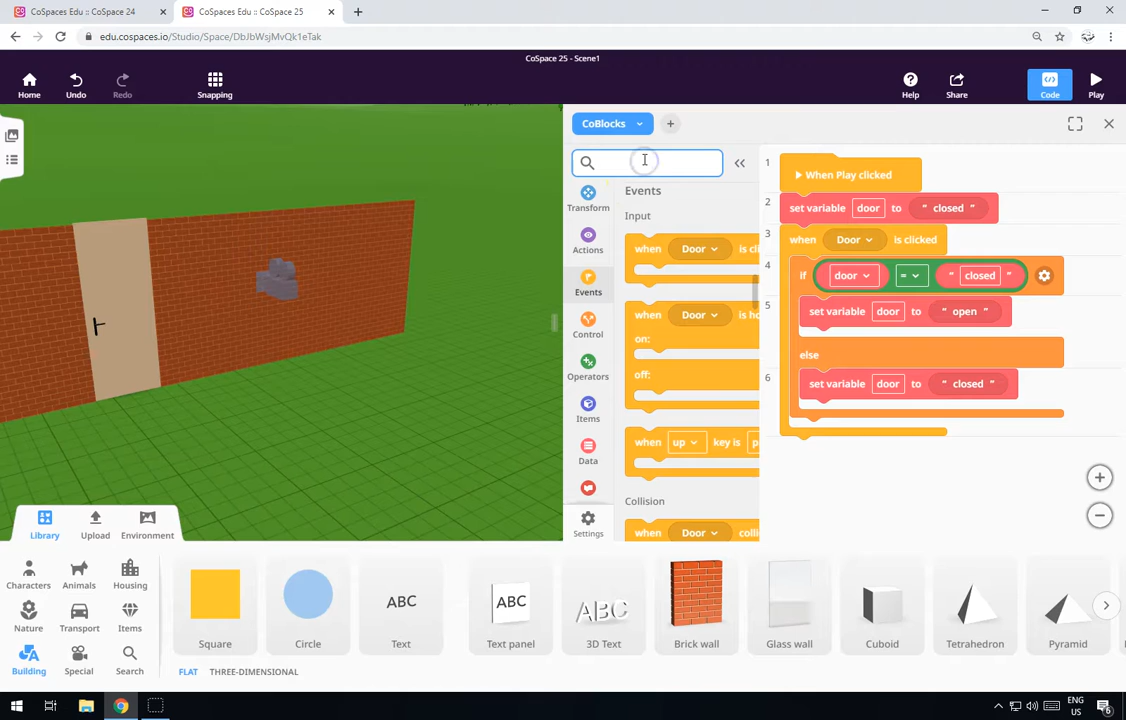 CoSpaces Edu :: CoSpace 24
CoSpaces Edu :: CoSpace 25
edu.cospaces.io/Studio/Space/DbJbWsjMvQk1eTak
CoSpace 25 - Scene1
Home
Undo
Redo
Snapping
Help
Share
Code
Play
CoBlocks
Transform
Actions
Events
Control
Operators
Items
Data
Settings
Events
Input
when Door is cli
when Door is ho
on:
off:
when up key is p
Collision
when Door colli
1
When Play clicked
2
set variable door to " closed "
3
when Door is clicked
4
if door = " closed "
5
set variable door to " open "
else
6
set variable door to " closed "
Library
Upload
Environment
Characters
Animals
Housing
Nature
Transport
Items
Building
Special
Search
ABC
ABC
ABC
Square
Circle
Text
Text panel
3D Text
Brick wall
Glass wall
Cuboid
Tetrahedron
Pyramid
FLAT
THREE-DIMENSIONAL
ENG
US
6